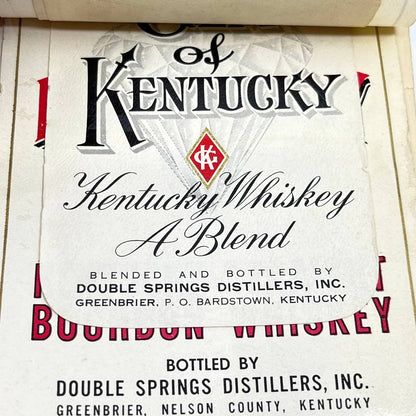 of
KENTUCKY
Kentucky Whiskey
A Blend
BLENDED AND BOTTLED BY
DOUBLE SPRINGS DISTILLERS, INC.
GREENBRIER, P. O. BARDSTOWN, KENTUCKY
BOURBON WHISKEY
BOTTLED BY
DOUBLE SPRINGS DISTILLERS, INC.
GREENBRIER, NELSON COUNTY, KENTUCKY